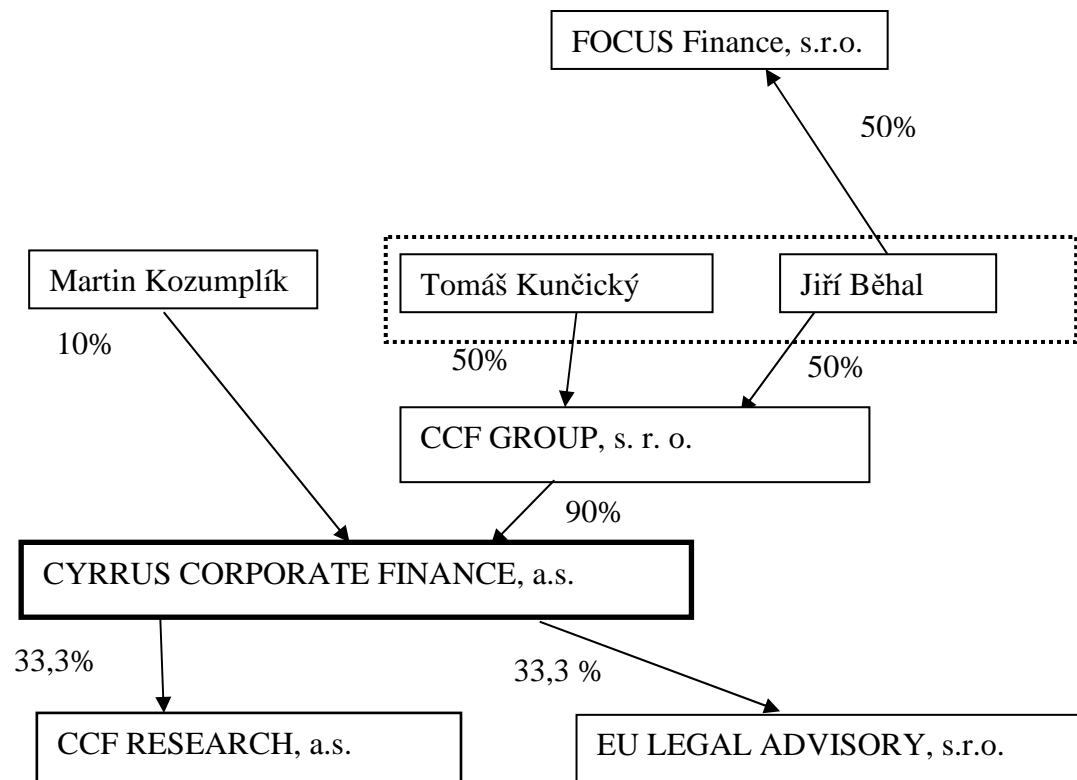 FOCUS Finance, s.r.o.
50%
Martin Kozumplík
Tomáš Kunčický
Jiří Běhal
10%
50%
50%
CCF GROUP, s. r. o.
90%
CYRRUS CORPORATE FINANCE, a.s.
33,3%
33,3 %
CCF RESEARCH, a.s.
EU LEGAL ADVISORY, s.r.o.